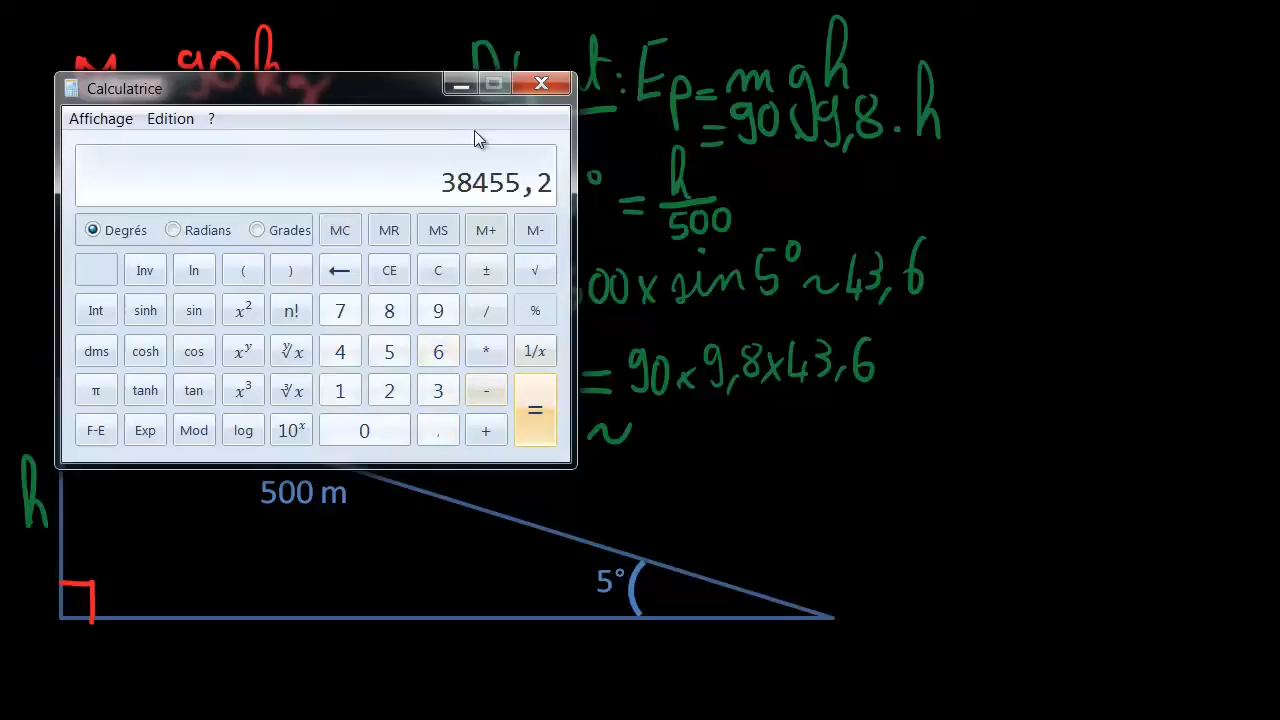 90 kg
t : Ep = m g h
= 90 x 9,8 . h
° = h / 500
00 x sin 5° ~ 43,6
= 90 x 9,8 x 43,6
~
Calculatrice
Affichage Edition ?
38455,2
Degrés Radians Grades MC MR MS M+ M-
Inv ln ( ) ← CE C ± √
Int sinh sin x² n! 7 8 9 / %
dms cosh cos xʸ ʸ√x 4 5 6 * 1/x
π tanh tan x³ ³√x 1 2 3 - =
F-E Exp Mod log 10ˣ 0 , +
h
500 m
5°